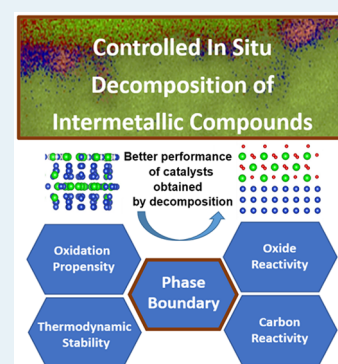 Controlled In Situ
Decomposition of
Intermetallic Compounds
Better performance
of catalysts
obtained
by decomposition
Oxidation
Propensity
Oxide
Reactivity
Phase
Boundary
Thermodynamic
Stability
Carbon
Reactivity